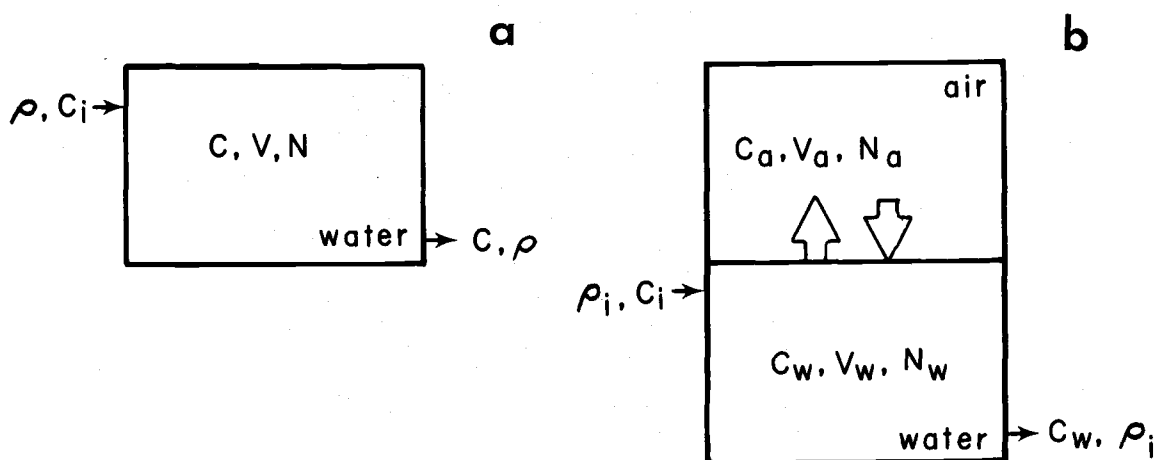 a
ρ, Ci
C, V, N
water
C, ρ
b
air
Ca, Va, Na
ρi, Ci
Cw, Vw, Nw
water
Cw, ρi